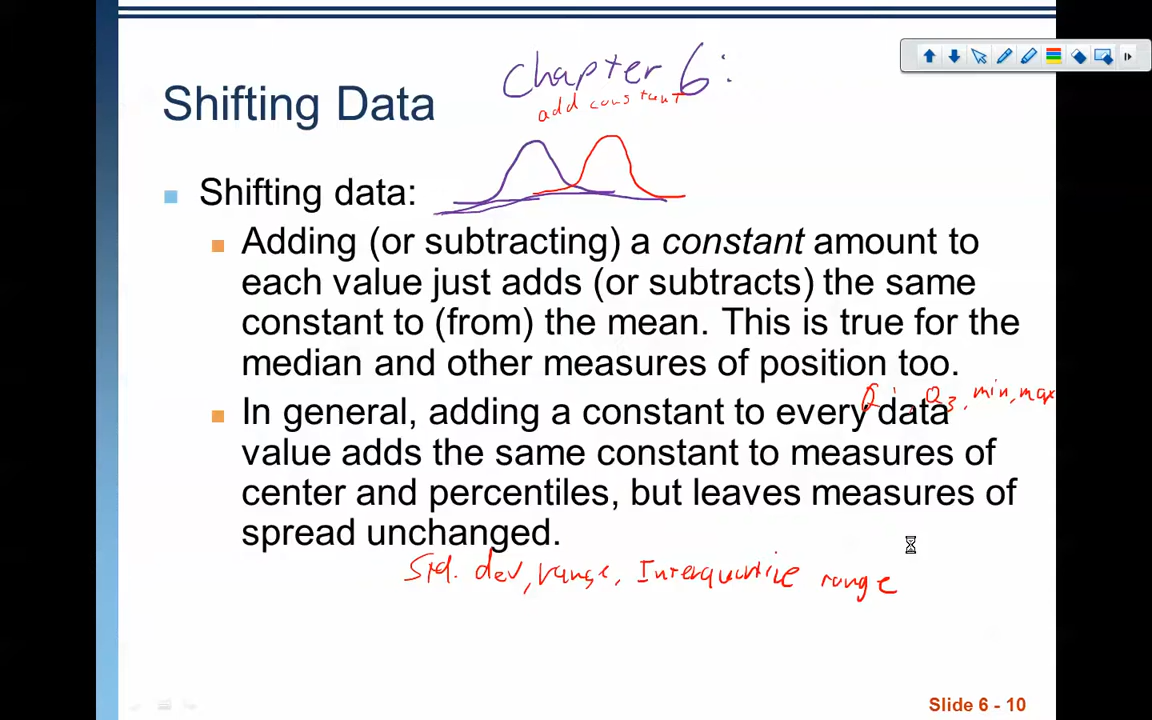 Chapter 6:
add constant
Shifting Data
Shifting data:
Adding (or subtracting) a constant amount to
each value just adds (or subtracts) the same
constant to (from) the mean. This is true for the
median and other measures of position too.
Q1, Q3, min, max
In general, adding a constant to every data
value adds the same constant to measures of
center and percentiles, but leaves measures of
spread unchanged.
Std. dev, range, Interquartile range
Slide 6 - 10